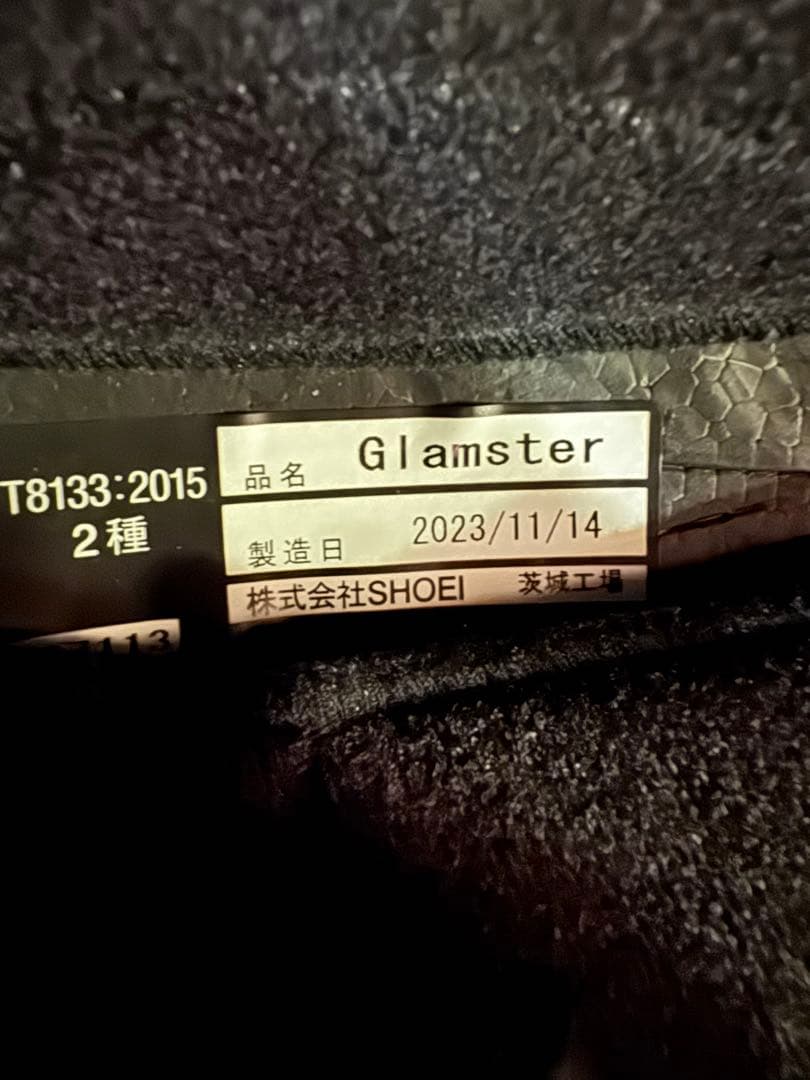 T8133:2015
2種
品名 Glamster
製造日 2023/11/14
株式会社SHOEI 茨城工場
7113